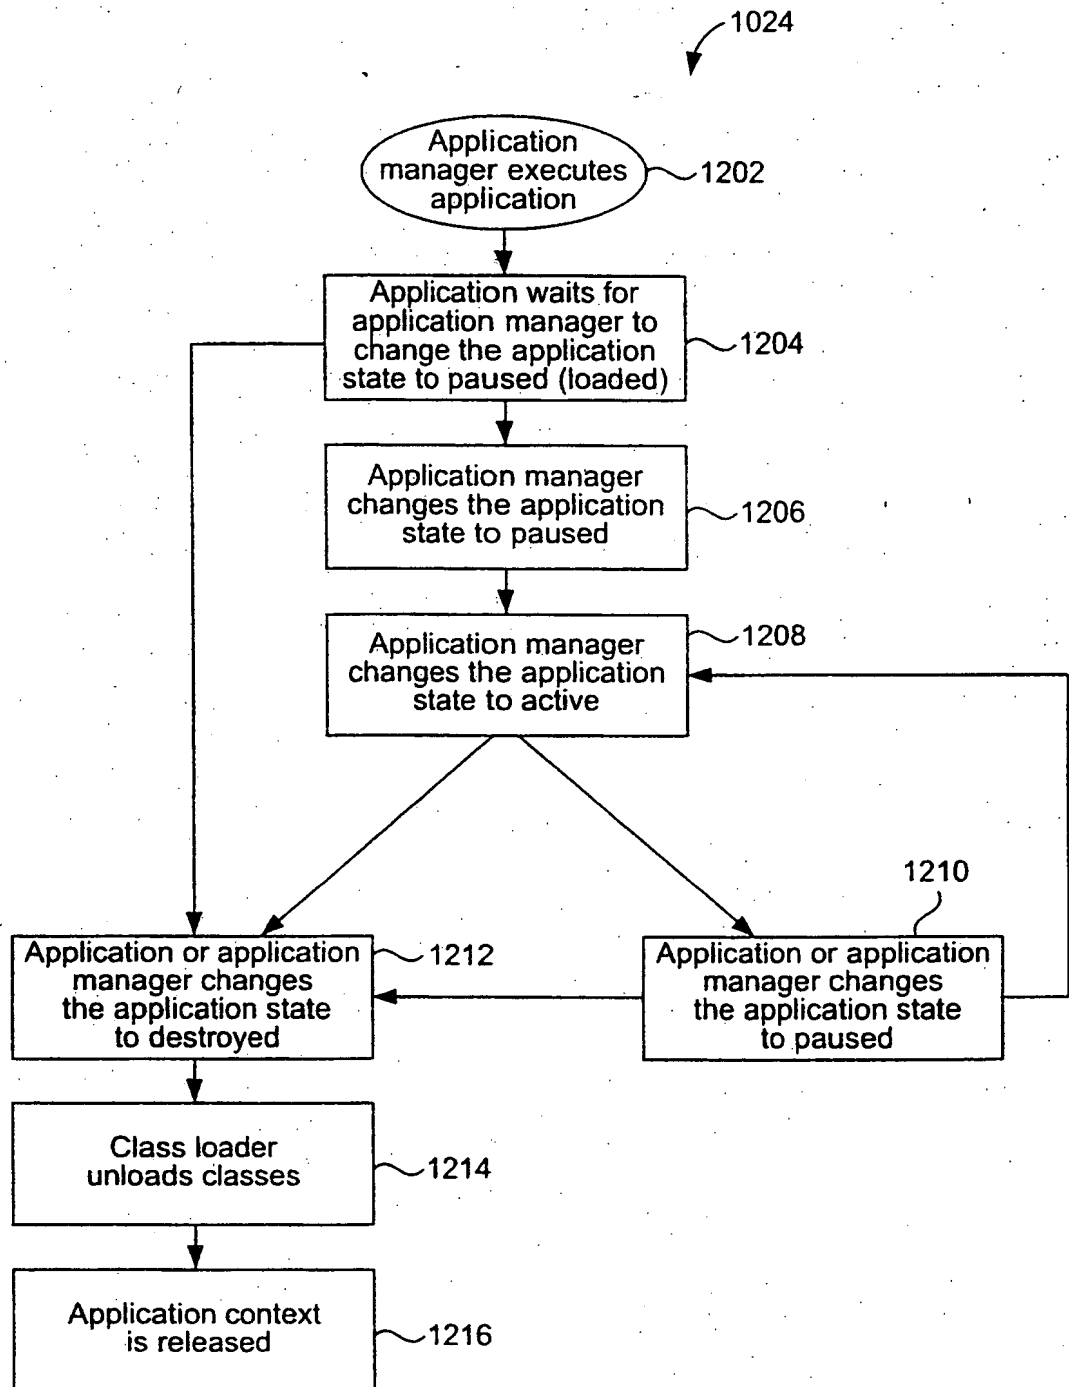 1024
Application
manager executes
application
1202
Application waits for
application manager to
change the application
state to paused (loaded)
1204
Application manager
changes the application
state to paused
1206
Application manager
changes the application
state to active
1208
1210
Application or application
manager changes
the application state
to destroyed
1212
Application or application
manager changes
the application state
to paused
Class loader
unloads classes
1214
Application context
is released
1216